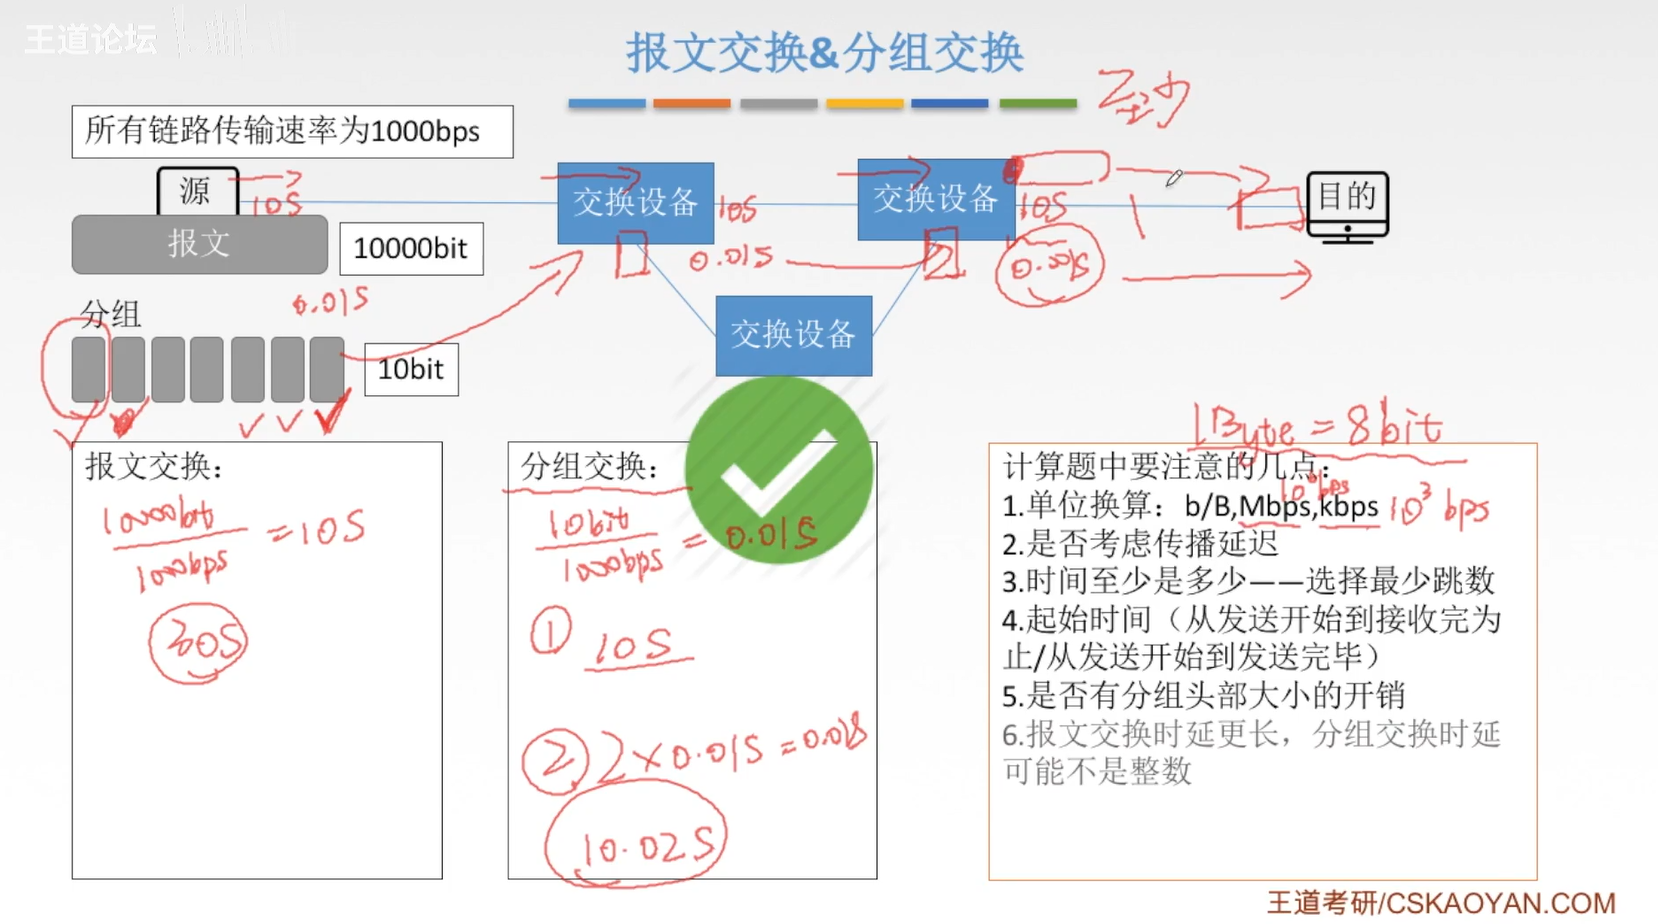 王道论坛
报文交换&分组交换
至少
所有链路传输速率为1000bps
源
10S
交换设备
10S
交换设备
10S
目的
报文
10000bit
0.01S
0.01S
0.01S
分组
10bit
交换设备
1Byte = 8bit
报文交换：
10000bit
1000bps
=10S
30S
分组交换：
10bit
1000bps
= 0.01S
① 10S
② 2×0.01S=0.02S
10.02S
计算题中要注意的几点：
1.单位换算：b/B,Mbps,kbps 10³ bps
2.是否考虑传播延迟
3.时间至少是多少——选择最少跳数
4.起始时间（从发送开始到接收完为
止/从发送开始到发送完毕）
5.是否有分组头部大小的开销
6.报文交换时延更长，分组交换时延
可能不是整数
王道考研/CSKAOYAN.COM